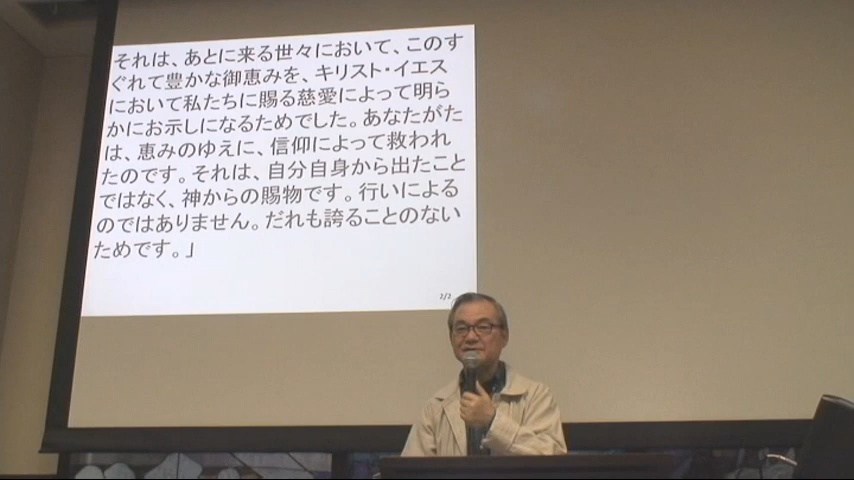 それは、あとに来る世々において、このす
ぐれて豊かな御恵みを、キリスト・イエス
において私たちに賜る慈愛によって明ら
かにお示しになるためでした。あなたがた
は、恵みのゆえに、信仰によって救われ
たのです。それは、自分自身から出たこと
ではなく、神からの賜物です。行いによる
のではありません。だれも誇ることのない
ためです。」
2/2